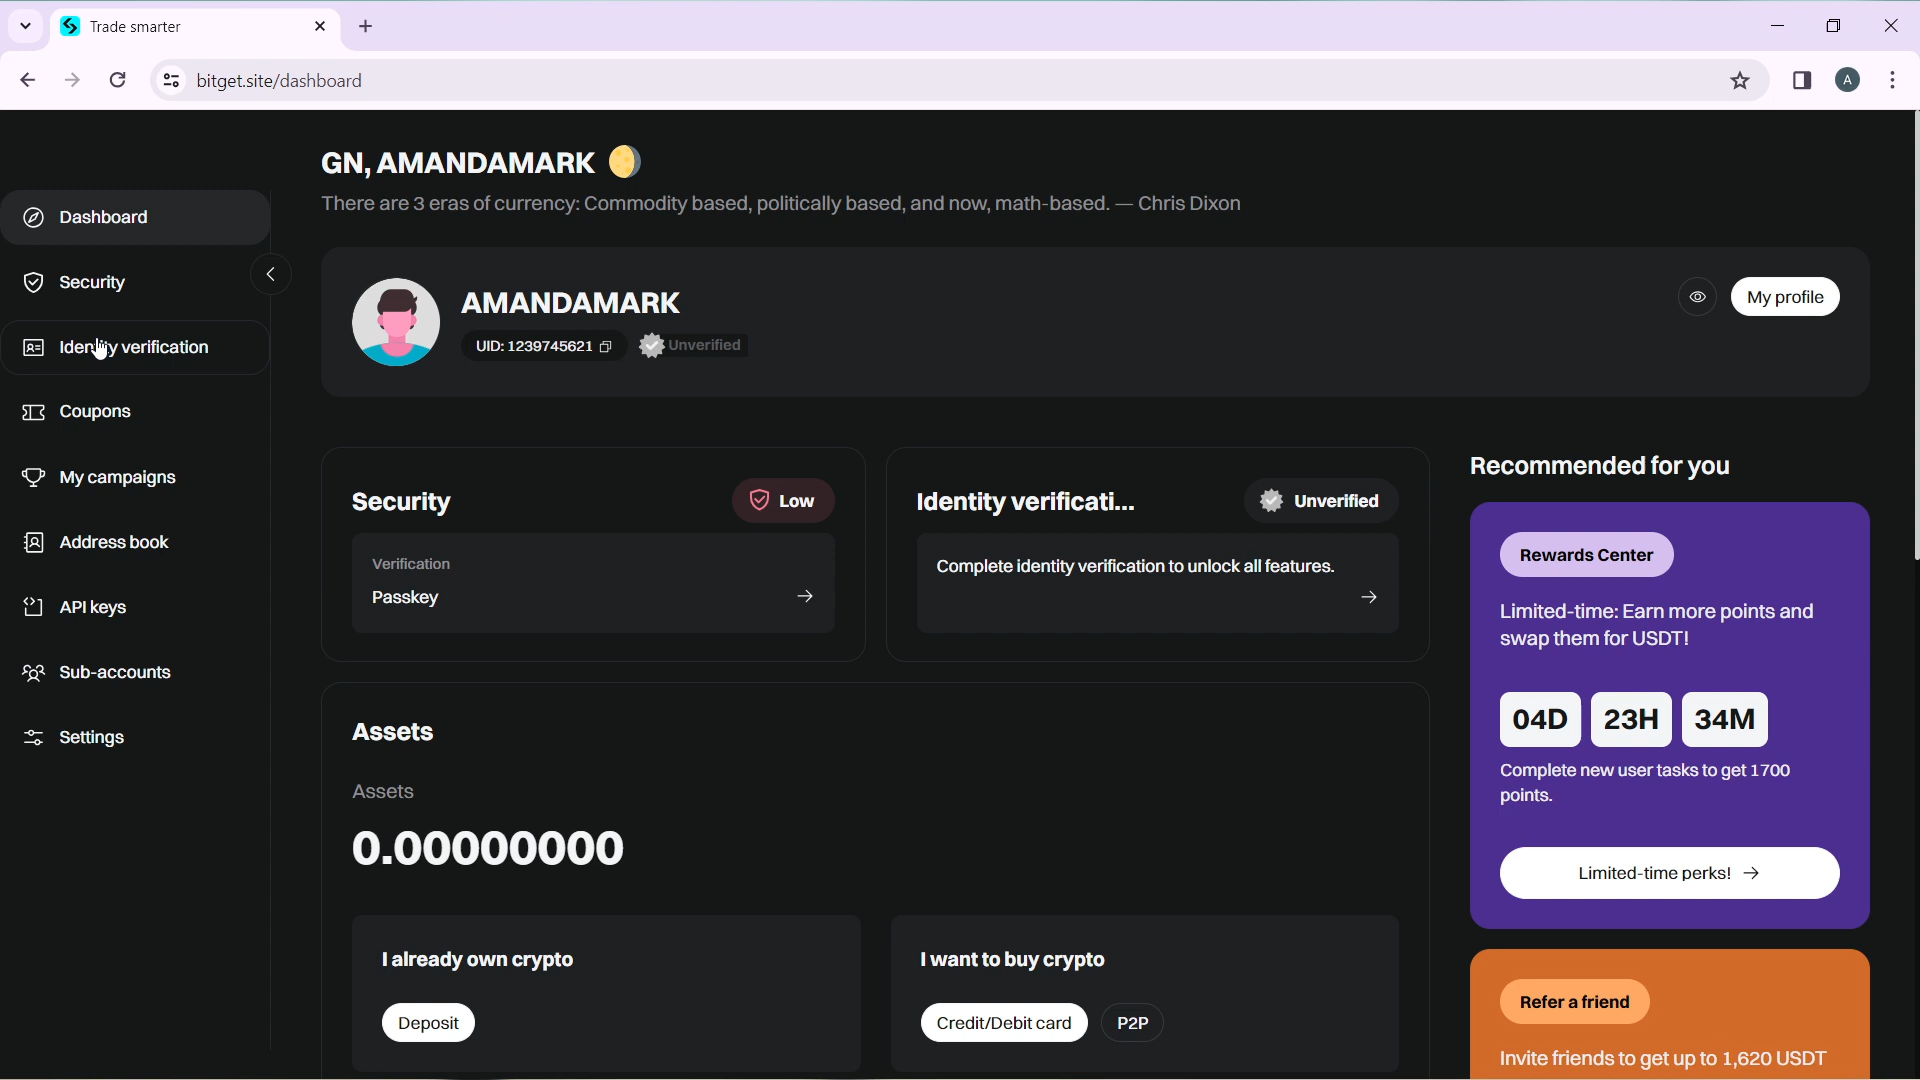 Trade smarter
bitget.site/dashboard
A
GN, AMANDAMARK
There are 3 eras of currency: Commodity based, politically based, and now, math-based. — Chris Dixon
Dashboard
Security
Identity verification
Coupons
My campaigns
Address book
API keys
Sub-accounts
Settings
AMANDAMARK
UID: 1239745621
Unverified
My profile
Security
Low
Verification
Passkey
Identity verificati...
Unverified
Complete identity verification to unlock all features.
Assets
Assets
0.00000000
I already own crypto
Deposit
I want to buy crypto
Credit/Debit card
P2P
Recommended for you
Rewards Center
Limited-time: Earn more points and
swap them for USDT!
04D 23H 34M
Complete new user tasks to get 1700
points.
Limited-time perks!
Refer a friend
Invite friends to get up to 1,620 USDT